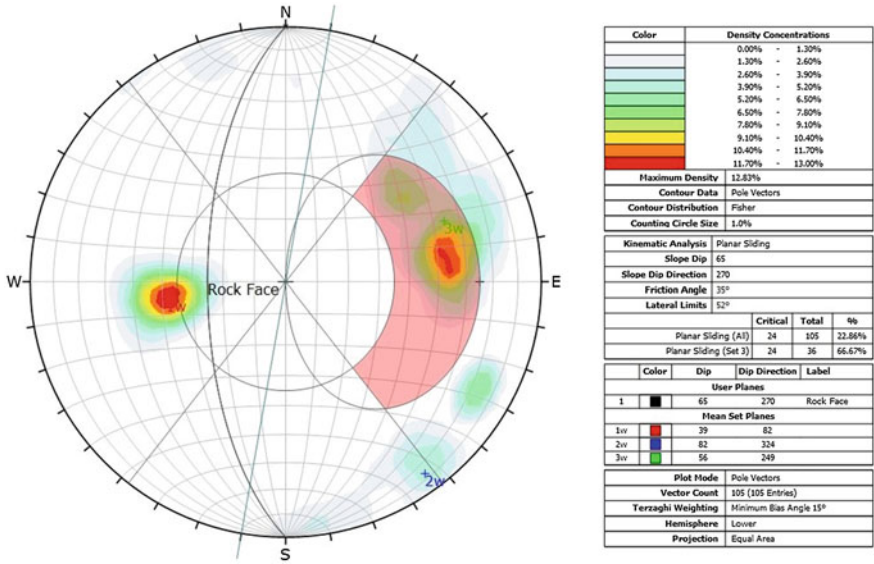 N
W
E
S
Rock Face
3w
2w
Color Density Concentrations
0.00% - 1.30%
1.30% - 2.60%
2.60% - 3.90%
3.90% - 5.20%
5.20% - 6.50%
6.50% - 7.80%
7.80% - 9.10%
9.10% - 10.40%
10.40% - 11.70%
11.70% - 13.00%
Maximum Density 12.83%
Contour Data Pole Vectors
Contour Distribution Fisher
Counting Circle Size 1.0%
Kinematic Analysis Planar Sliding
Slope Dip 65
Slope Dip Direction 270
Friction Angle 35°
Lateral Limits 52°
Critical Total %
Planar Sliding (All) 24 105 22.86%
Planar Sliding (Set 3) 24 36 66.67%
Color Dip Dip Direction Label
User Planes
1 65 270 Rock Face
Mean Set Planes
1w 39 82
2w 82 324
3w 56 249
Plot Mode Pole Vectors
Vector Count 105 (105 Entries)
Terzaghi Weighting Minimum Bias Angle 15°
Hemisphere Lower
Projection Equal Area